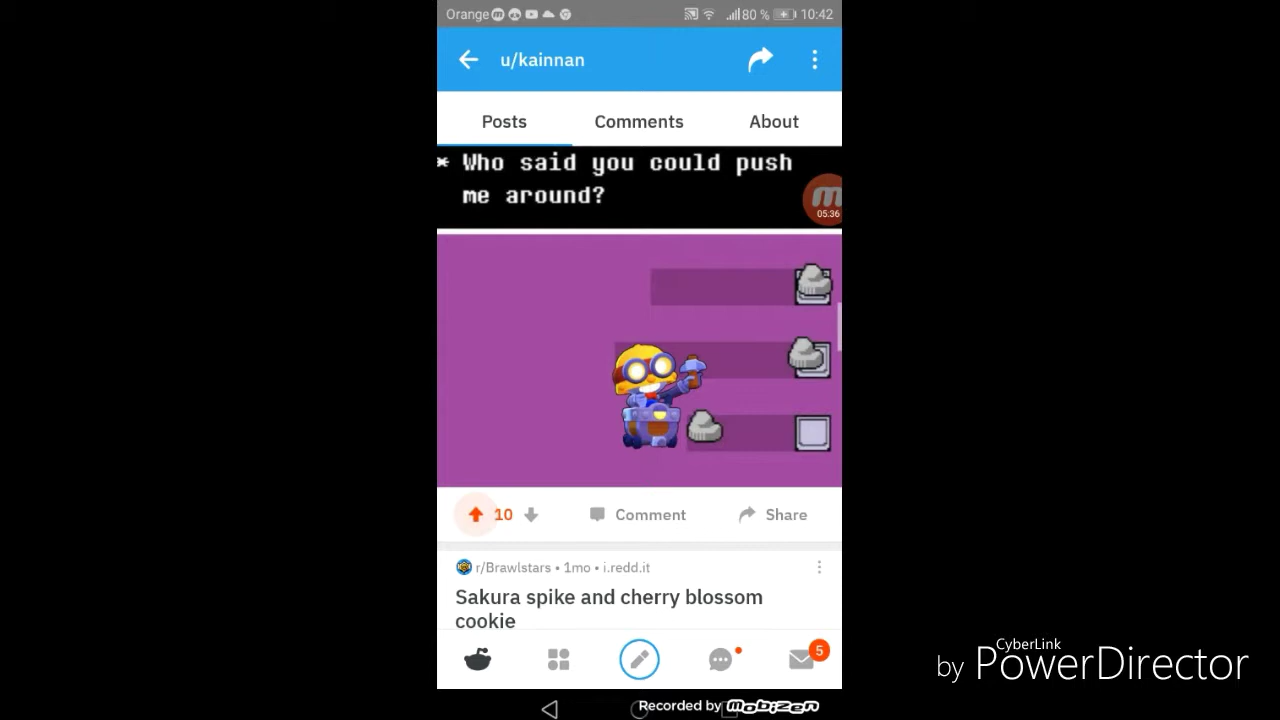 Orange 80 % 10:42
u/kainnan
Posts Comments About
* Who said you could push
me around?
m
05:36
10 Comment Share
r/Brawlstars • 1mo • i.redd.it
Sakura spike and cherry blossom
cookie
5
Recorded by mobizen
CyberLink
by PowerDirector